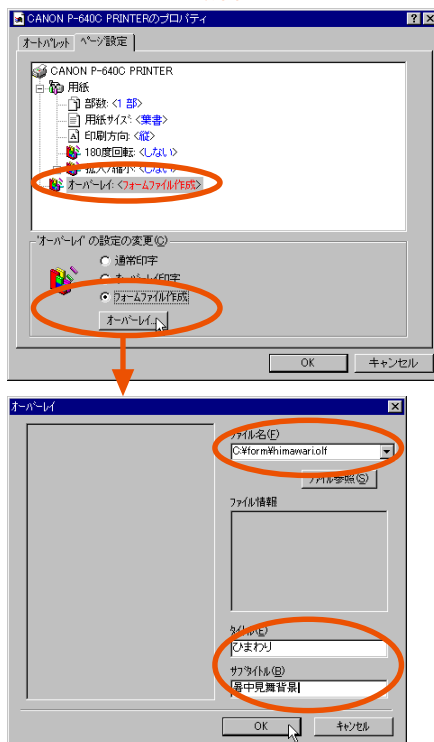 CANON P-640C PRINTERのプロパティ
オートパレット ページ設定
CANON P-640C PRINTER
用紙
部数: <1 部>
用紙サイズ: <葉書>
印刷方向: <縦>
180度回転: <しない>
拡大/縮小: <しない>
オーバーレイ: <フォームファイル作成>
'オーバーレイ' の設定の変更(C)
通常印字
オーバーレイ印字
フォームファイル作成
オーバーレイ...
OK キャンセル
オーバーレイ
ファイル名(F)
C:¥form¥himawari.olf
ファイル参照(S)
ファイル情報
タイトル(E)
ひまわり
サブタイトル(B)
暑中見舞背景
OK キャンセル